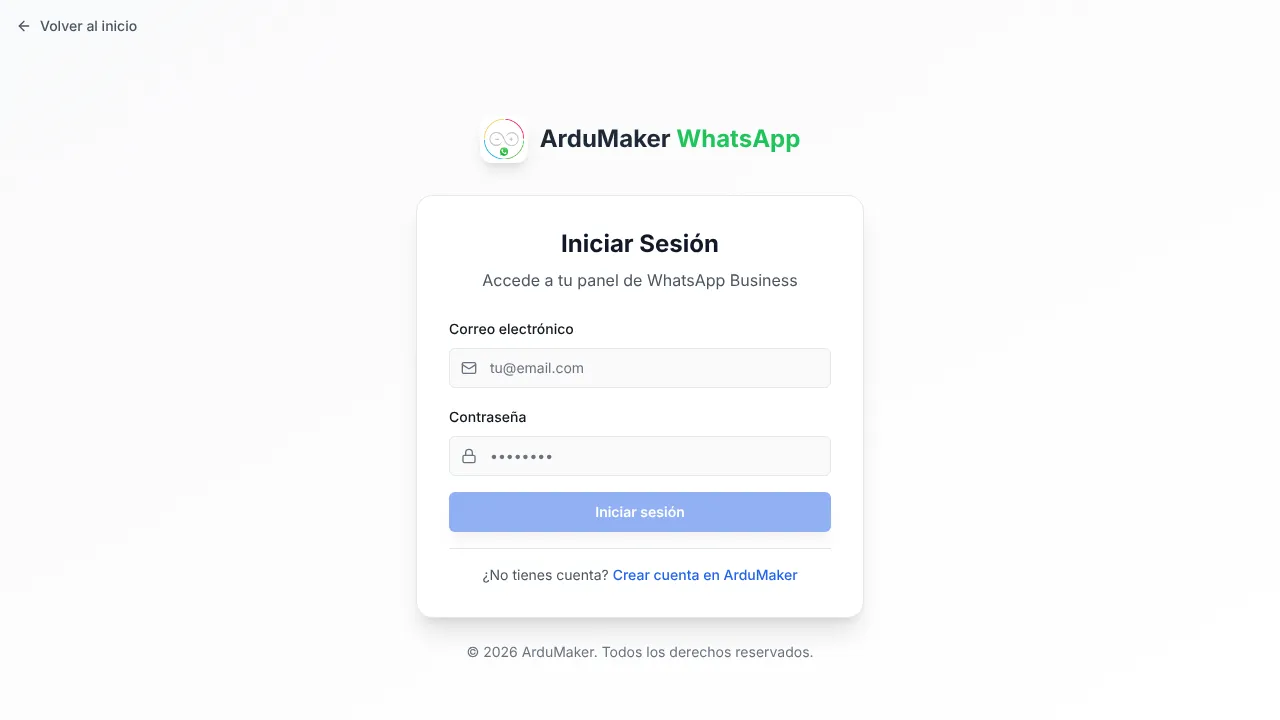 Volver al inicio
ArduMaker WhatsApp
Iniciar Sesión
Accede a tu panel de WhatsApp Business
Correo electrónico
tu@email.com
Contraseña
••••••••
Iniciar sesión
¿No tienes cuenta? Crear cuenta en ArduMaker
© 2026 ArduMaker. Todos los derechos reservados.